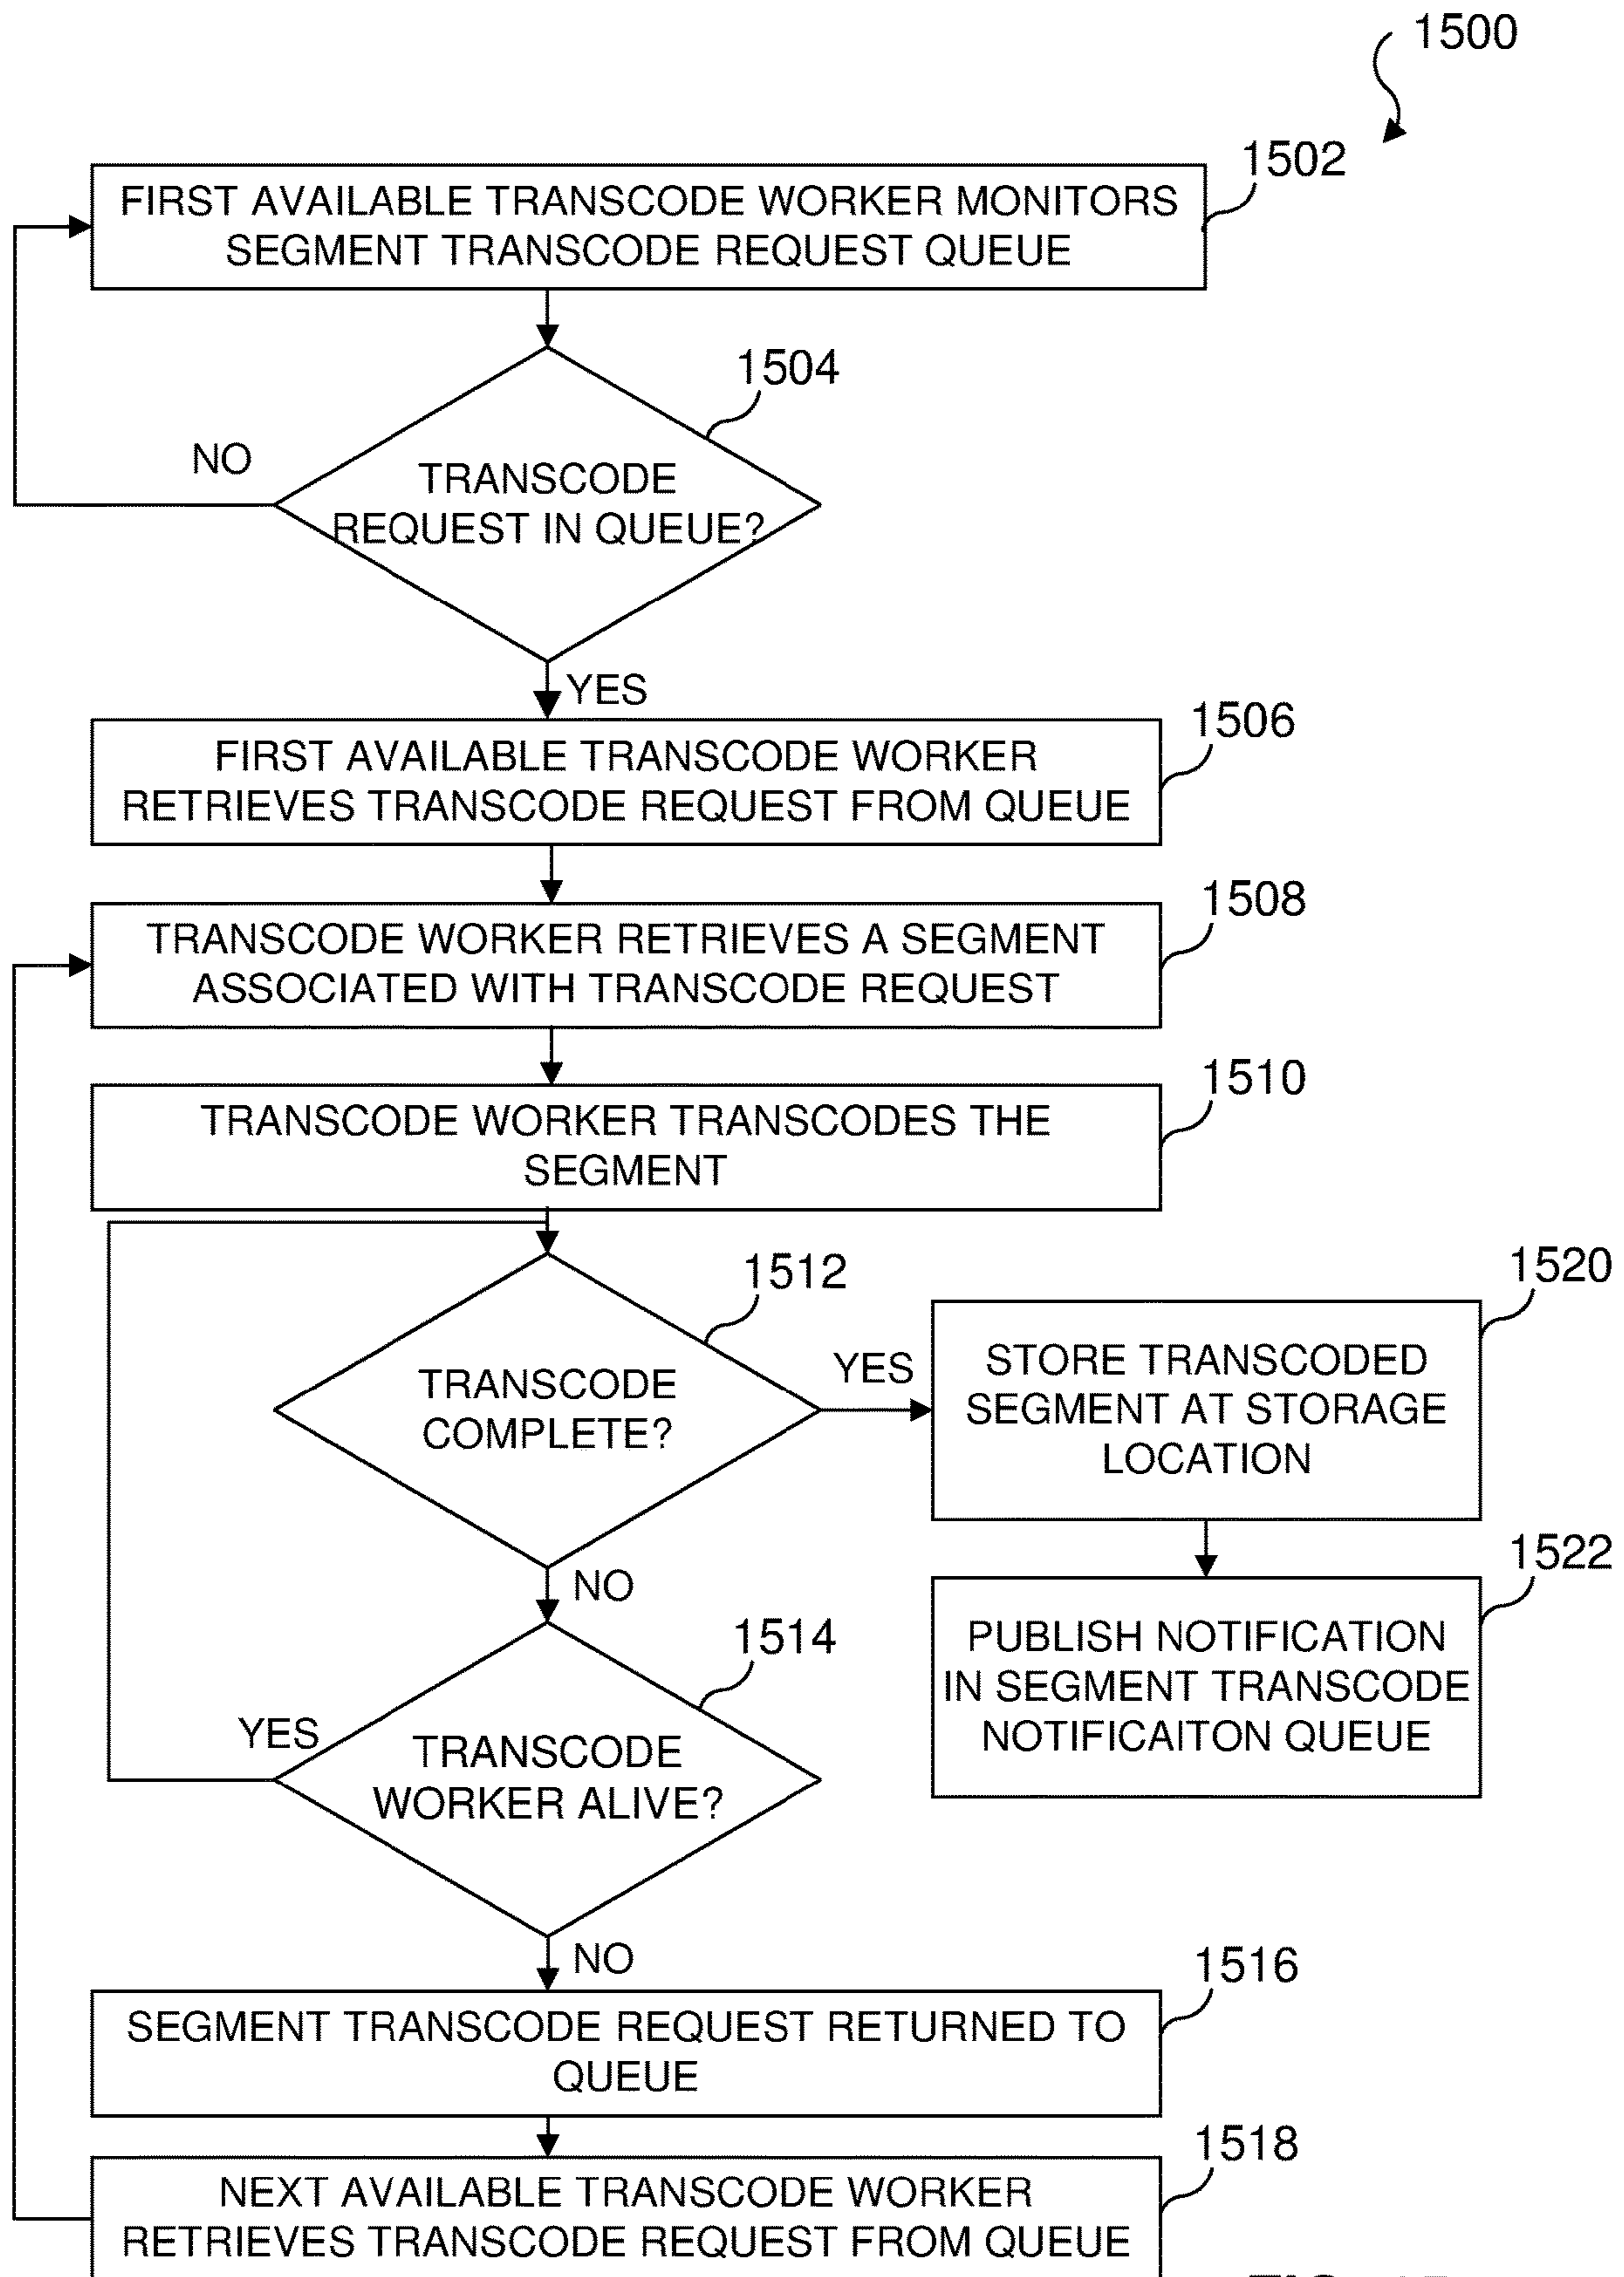 1500
1502
FIRST AVAILABLE TRANSCODE WORKER MONITORS
SEGMENT TRANSCODE REQUEST QUEUE
1504
NO
TRANSCODE
REQUEST IN QUEUE?
YES
1506
FIRST AVAILABLE TRANSCODE WORKER
RETRIEVES TRANSCODE REQUEST FROM QUEUE
1508
TRANSCODE WORKER RETRIEVES A SEGMENT
ASSOCIATED WITH TRANSCODE REQUEST
1510
TRANSCODE WORKER TRANSCODES THE
SEGMENT
1512
TRANSCODE
COMPLETE?
YES
1520
STORE TRANSCODED
SEGMENT AT STORAGE
LOCATION
NO
1522
PUBLISH NOTIFICATION
IN SEGMENT TRANSCODE
NOTIFICAITON QUEUE
1514
YES
TRANSCODE
WORKER ALIVE?
NO
1516
SEGMENT TRANSCODE REQUEST RETURNED TO
QUEUE
1518
NEXT AVAILABLE TRANSCODE WORKER
RETRIEVES TRANSCODE REQUEST FROM QUEUE